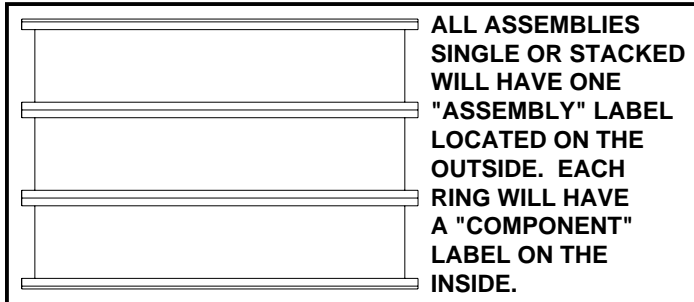 ALL ASSEMBLIES
SINGLE OR STACKED
WILL HAVE ONE
"ASSEMBLY" LABEL
LOCATED ON THE
OUTSIDE.  EACH
RING WILL HAVE
A "COMPONENT"
LABEL ON THE
INSIDE.